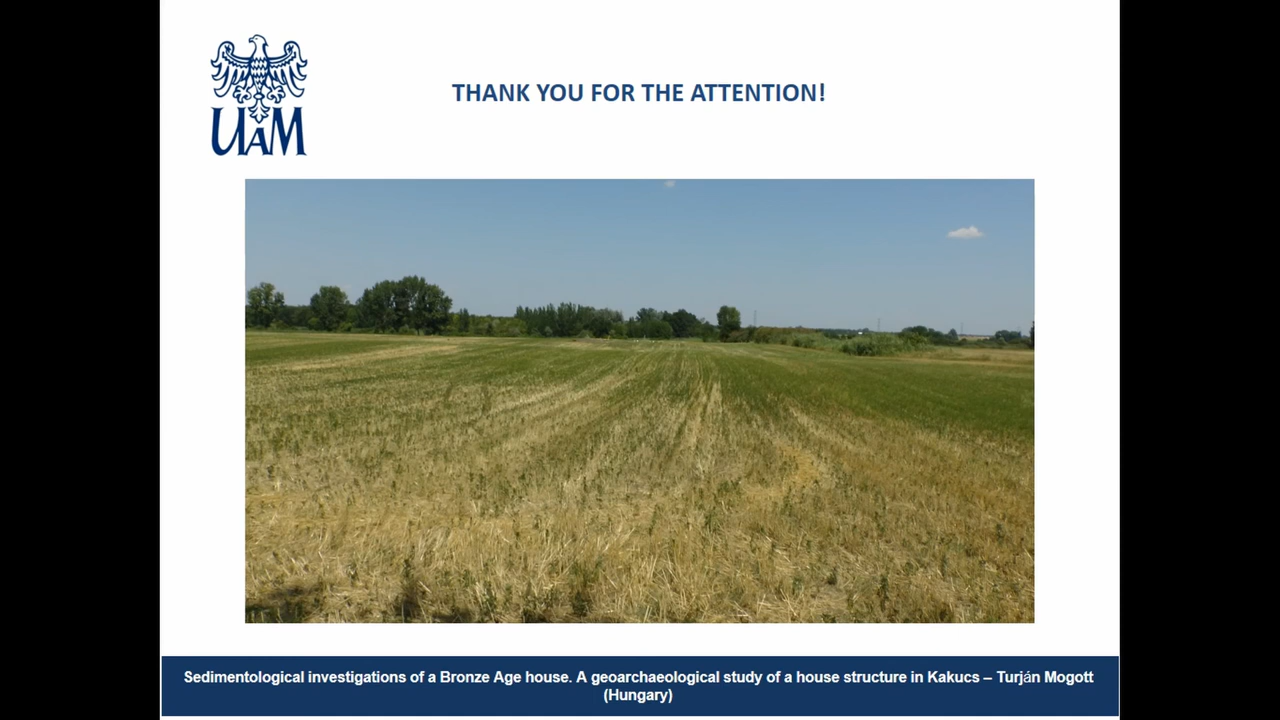 UAM
THANK YOU FOR THE ATTENTION!
Sedimentological investigations of a Bronze Age house. A geoarchaeological study of a house structure in Kakucs – Turján Mogott
(Hungary)